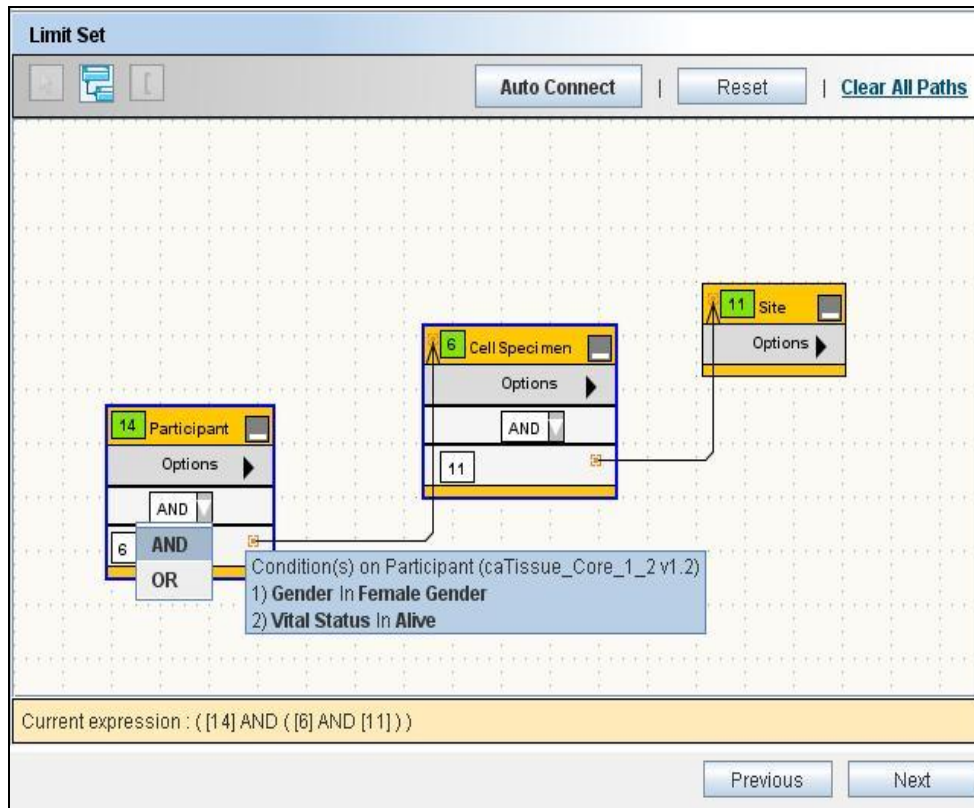 Limit Set
Auto Connect | Reset | Clear All Paths
11 Site
Options
6 Cell Specimen
Options
AND
11
14 Participant
Options
AND
6
AND
OR
Condition(s) on Participant (caTissue_Core_1_2 v1.2)
1) Gender In Female Gender
2) Vital Status In Alive
Current expression : ( [14] AND ( [6] AND [11] ) )
Previous Next